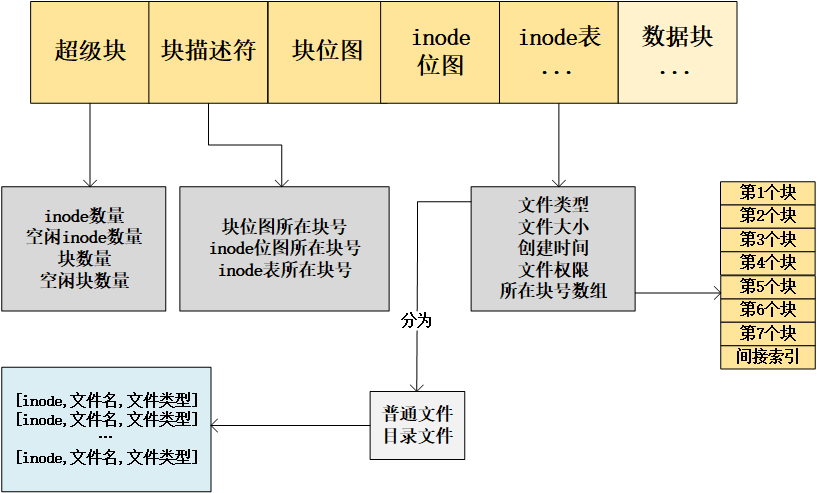 超级块
块描述符
块位图
inode
位图
inode表
...
数据块
...
inode数量
空闲inode数量
块数量
空闲块数量
块位图所在块号
inode位图所在块号
inode表所在块号
文件类型
文件大小
创建时间
文件权限
所在块号数组
第1个块
第2个块
第3个块
第4个块
第5个块
第6个块
第7个块
间接索引
分为
普通文件
目录文件
[inode,文件名,文件类型]
[inode,文件名,文件类型]
...
[inode,文件名,文件类型]